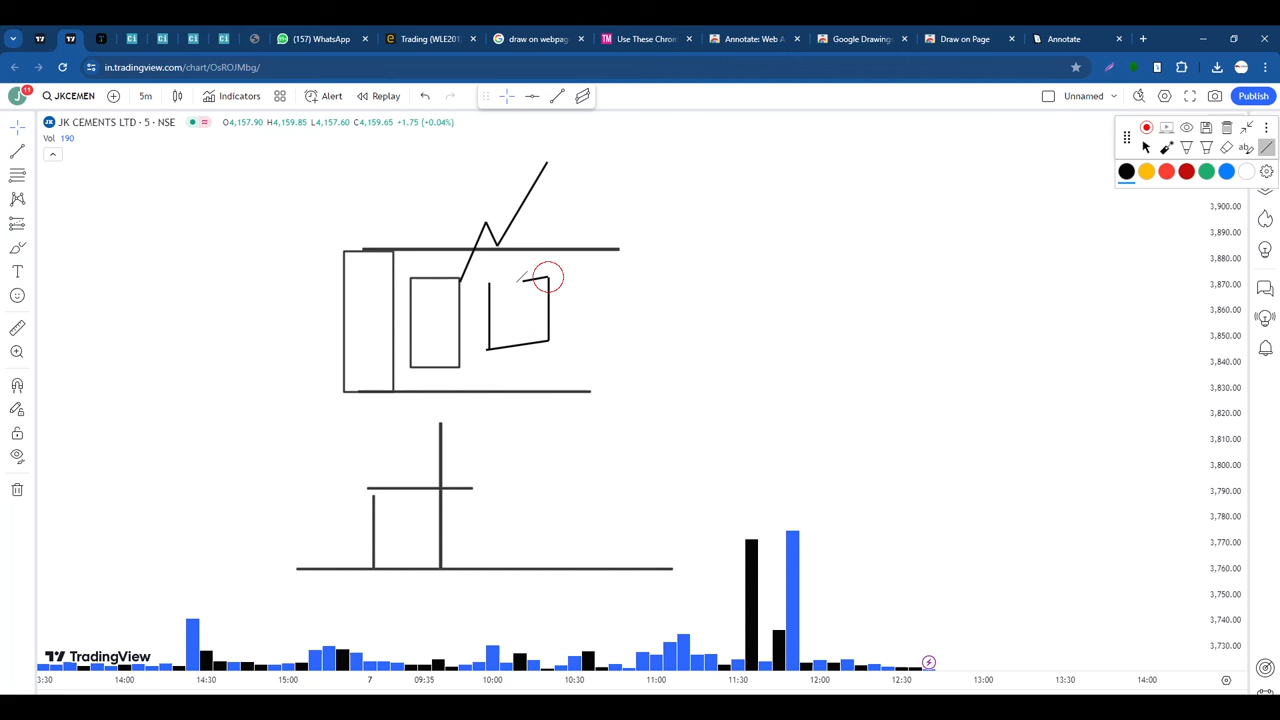 (157) WhatsApp
Trading (WLE201
draw on webpag
Use These Chrom
Annotate: Web A
Google Drawings
Draw on Page
Annotate
in.tradingview.com/chart/OsROJMbg/
J 11 JKCEMEN 5m Indicators Alert Replay Unnamed Publish
JK CEMENTS LTD · 5 · NSE O4,157.90 H4,159.85 L4,157.60 C4,159.65 +1.75 (+0.04%)
Vol 190
3,900.00
3,890.00
3,880.00
3,870.00
3,860.00
3,850.00
3,840.00
3,830.00
3,820.00
3,810.00
3,800.00
3,790.00
3,780.00
3,770.00
3,760.00
3,750.00
3,740.00
3,730.00
TradingView
3:30 14:00 14:30 15:00 7 09:35 10:00 10:30 11:00 11:30 12:00 12:30 13:00 13:30 14:00